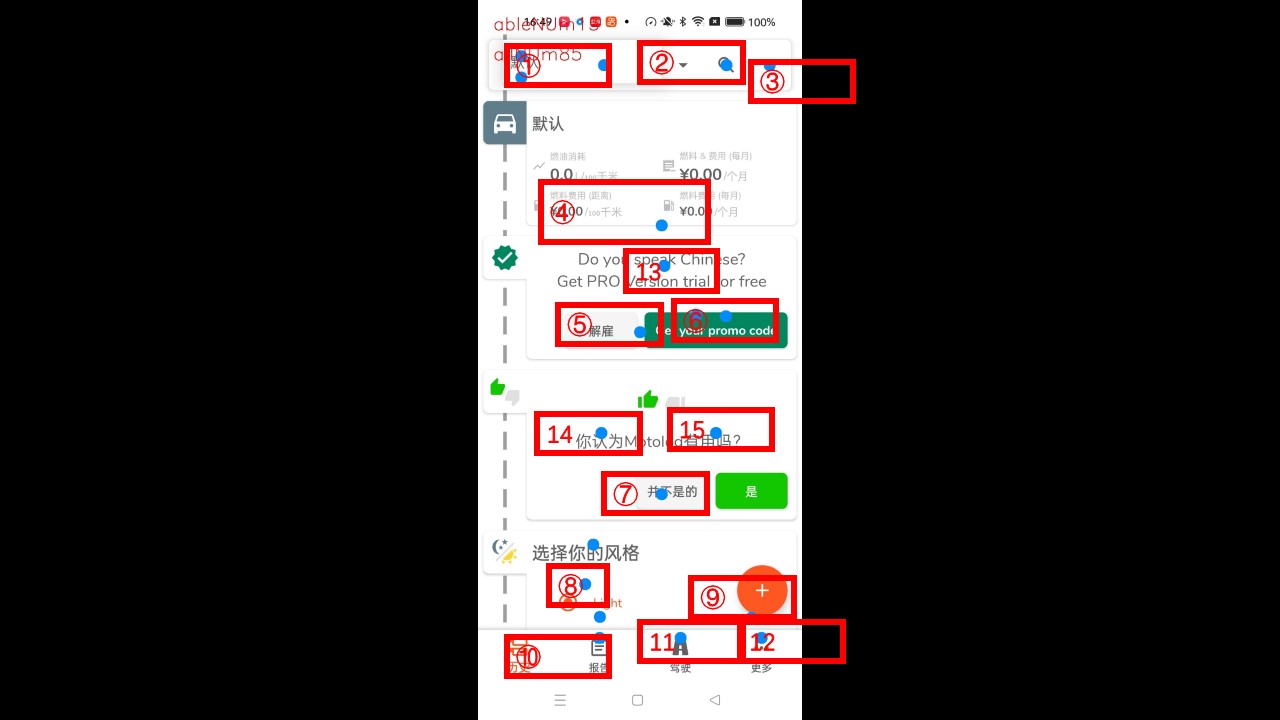 ableNum15
16:49
100%
ableNum85
默认
①
②
③
默认
燃油消耗
0.0 L/100千米
燃料 & 费用 (每月)
¥0.00 /个月
燃料费用 (距离)
¥0.00 /100千米
燃料费用 (每月)
¥0.00 /个月
④
Do you speak Chinese?
13
Get PRO Version trial for free
⑤
解雇
⑥
Get your promo code
14
15
你认为Motolog有用吗?
⑦
并不是的
是
选择你的风格
⑧
Light
⑨
+
⑩
11
12
历史
报告
驾驶
更多